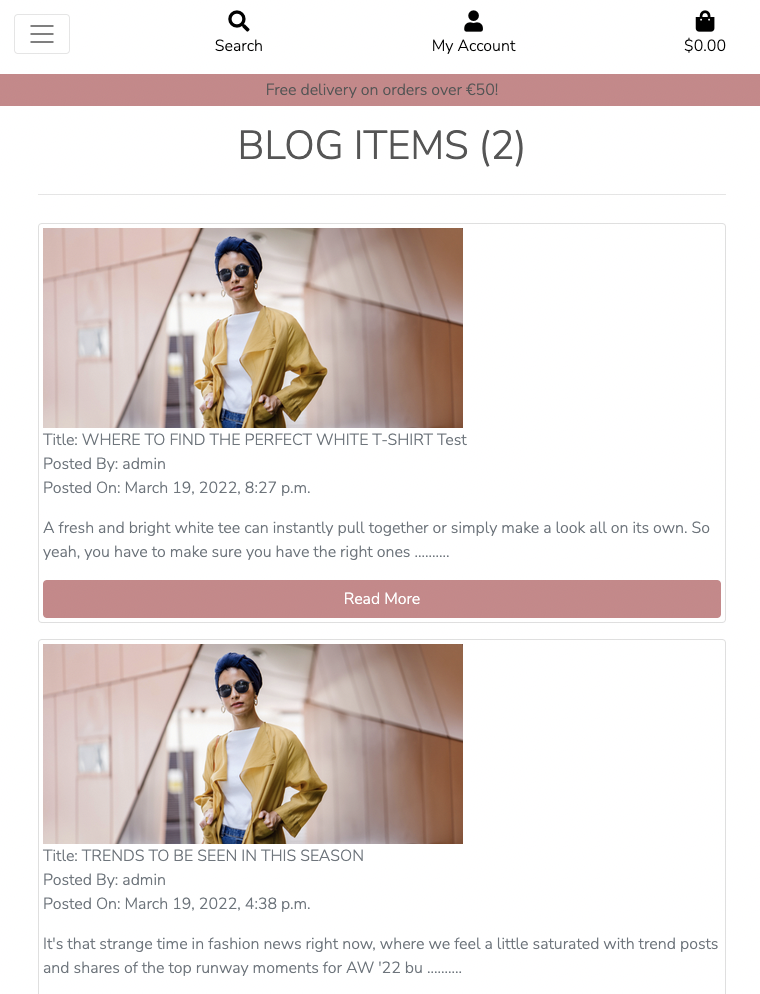 Search
My Account
$0.00
Free delivery on orders over €50!
BLOG ITEMS (2)
Title: WHERE TO FIND THE PERFECT WHITE T-SHIRT Test
Posted By: admin
Posted On: March 19, 2022, 8:27 p.m.
A fresh and bright white tee can instantly pull together or simply make a look all on its own. So
yeah, you have to make sure you have the right ones ..........
Read More
Title: TRENDS TO BE SEEN IN THIS SEASON
Posted By: admin
Posted On: March 19, 2022, 4:38 p.m.
It's that strange time in fashion news right now, where we feel a little saturated with trend posts
and shares of the top runway moments for AW '22 bu ..........